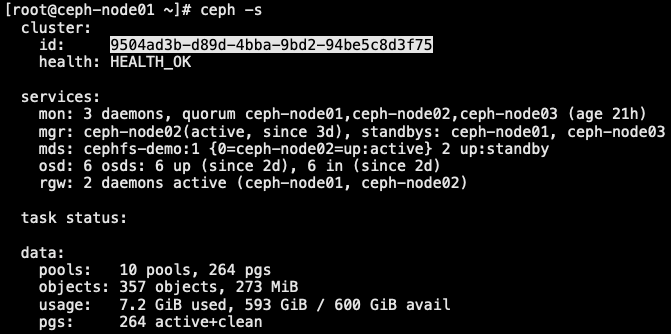 [root@ceph-node01 ~]# ceph -s
  cluster:
    id:     9504ad3b-d89d-4bba-9bd2-94be5c8d3f75
    health: HEALTH_OK

  services:
    mon: 3 daemons, quorum ceph-node01,ceph-node02,ceph-node03 (age 21h)
    mgr: ceph-node02(active, since 3d), standbys: ceph-node01, ceph-node03
    mds: cephfs-demo:1 {0=ceph-node02=up:active} 2 up:standby
    osd: 6 osds: 6 up (since 2d), 6 in (since 2d)
    rgw: 2 daemons active (ceph-node01, ceph-node02)

  task status:

  data:
    pools:   10 pools, 264 pgs
    objects: 357 objects, 273 MiB
    usage:   7.2 GiB used, 593 GiB / 600 GiB avail
    pgs:     264 active+clean